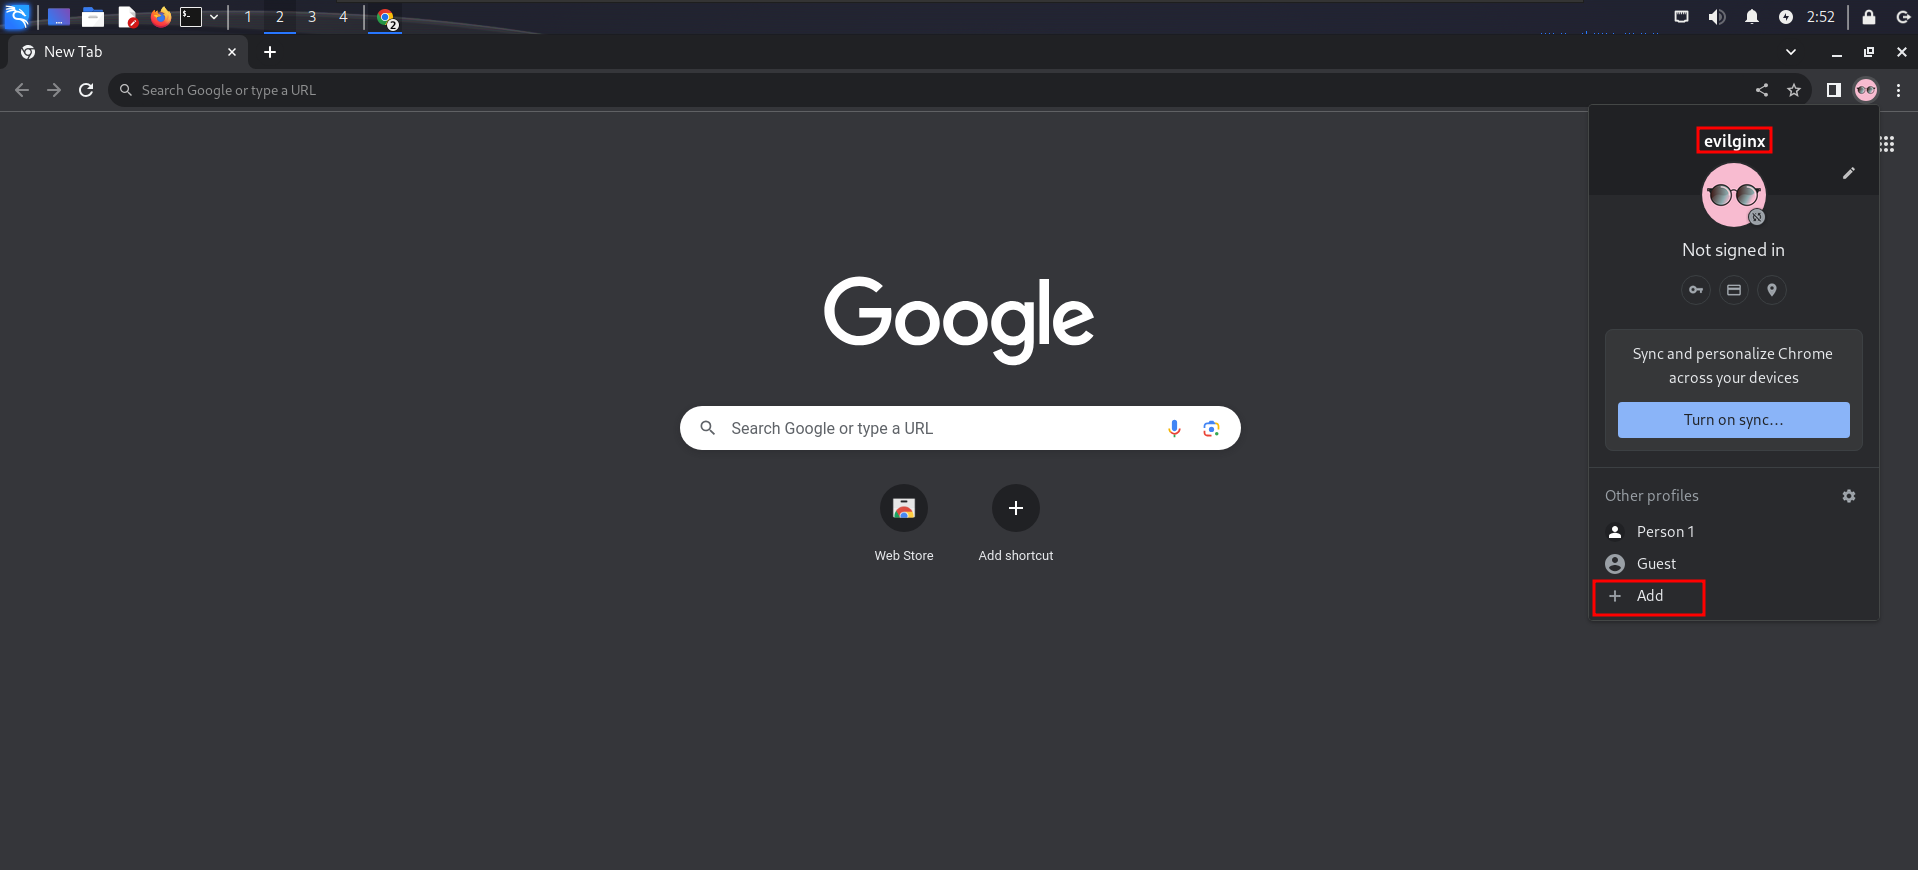 1 2 3 4 2 2:52
New Tab
Search Google or type a URL
evilginx
Not signed in
Google
Sync and personalize Chrome
across your devices
Turn on sync...
Search Google or type a URL
Other profiles
Person 1
Web Store Add shortcut
Guest
Add